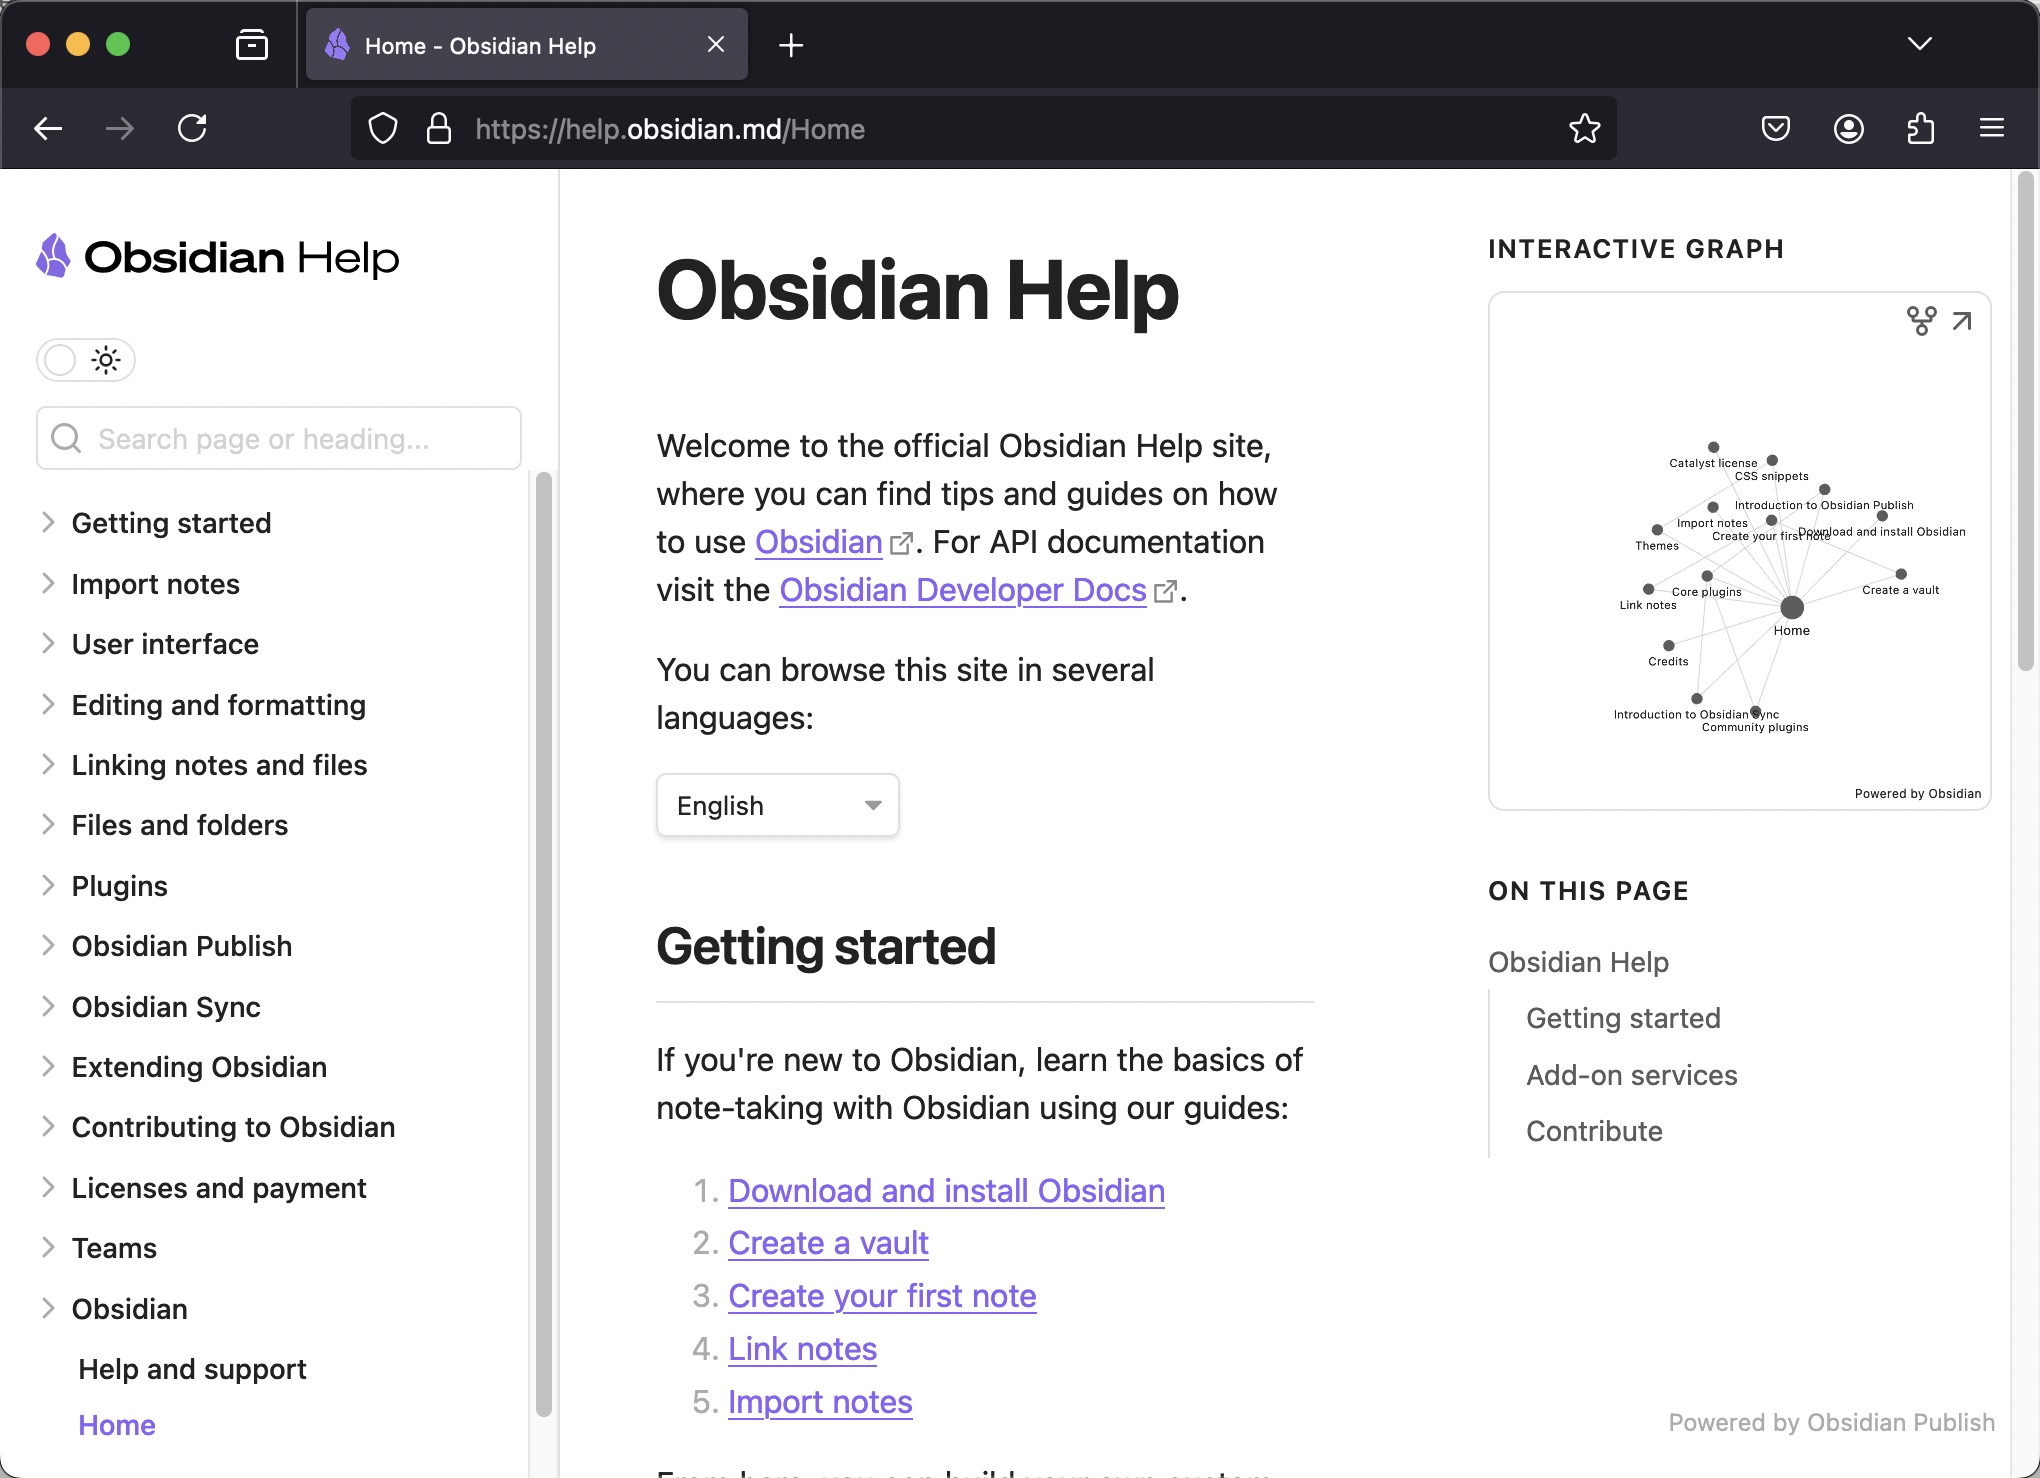 Home - Obsidian Help
https://help.obsidian.md/Home
Obsidian Help
Search page or heading...
Getting started
Import notes
User interface
Editing and formatting
Linking notes and files
Files and folders
Plugins
Obsidian Publish
Obsidian Sync
Extending Obsidian
Contributing to Obsidian
Licenses and payment
Teams
Obsidian
Help and support
Home
Obsidian Help
Welcome to the official Obsidian Help site,
where you can find tips and guides on how
to use Obsidian. For API documentation
visit the Obsidian Developer Docs.
You can browse this site in several
languages:
English
Getting started
If you're new to Obsidian, learn the basics of
note-taking with Obsidian using our guides:
1. Download and install Obsidian
2. Create a vault
3. Create your first note
4. Link notes
5. Import notes
INTERACTIVE GRAPH
Catalyst license
CSS snippets
Introduction to Obsidian Publish
Import notes
Download and install Obsidian
Create your first note
Themes
Core plugins
Create a vault
Link notes
Home
Credits
Introduction to Obsidian Sync
Community plugins
Powered by Obsidian
ON THIS PAGE
Obsidian Help
Getting started
Add-on services
Contribute
Powered by Obsidian Publish